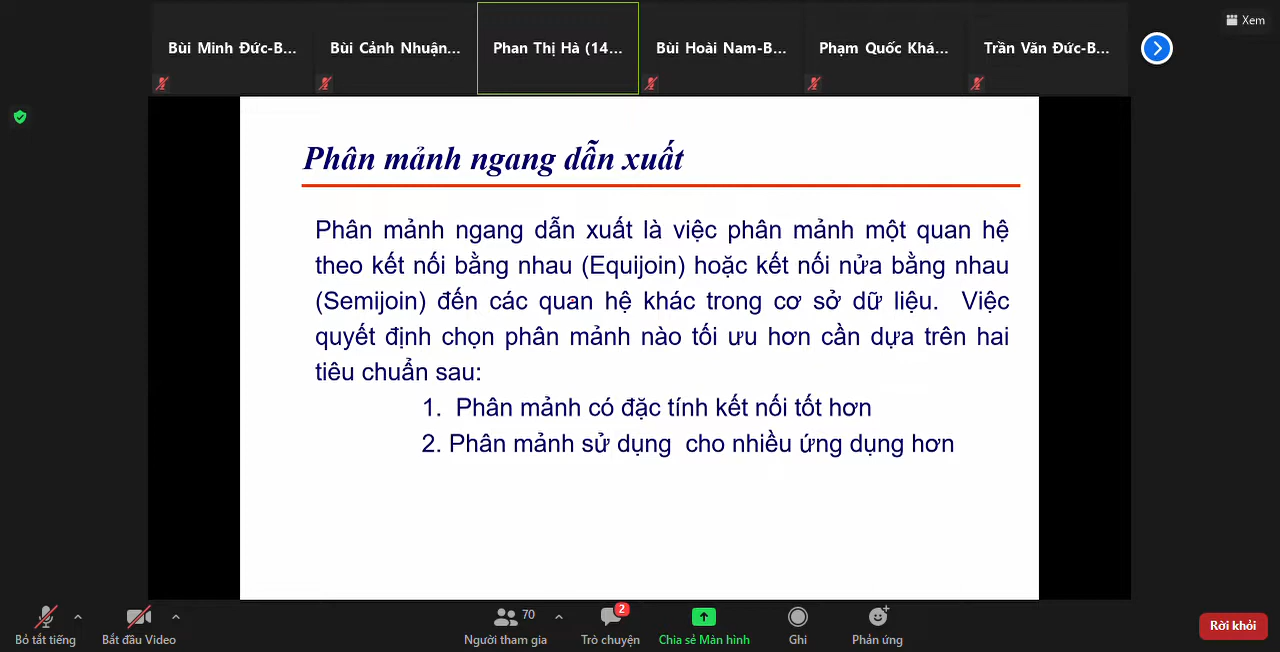 Bùi Minh Đức-B...
Bùi Cảnh Nhuận...
Phan Thị Hà (14...
Bùi Hoài Nam-B...
Phạm Quốc Khá...
Trần Văn Đức-B...
Xem
Phân mảnh ngang dẫn xuất
Phân mảnh ngang dẫn xuất là việc phân mảnh một quan hệ
theo kết nối bằng nhau (Equijoin) hoặc kết nối nửa bằng nhau
(Semijoin) đến các quan hệ khác trong cơ sở dữ liệu. Việc
quyết định chọn phân mảnh nào tối ưu hơn cần dựa trên hai
tiêu chuẩn sau:
1. Phân mảnh có đặc tính kết nối tốt hơn
2. Phân mảnh sử dụng cho nhiều ứng dụng hơn
Bỏ tắt tiếng
Bắt đầu Video
70
Người tham gia
2
Trò chuyện
Chia sẻ Màn hình
Ghi
Phản ứng
Rời khỏi